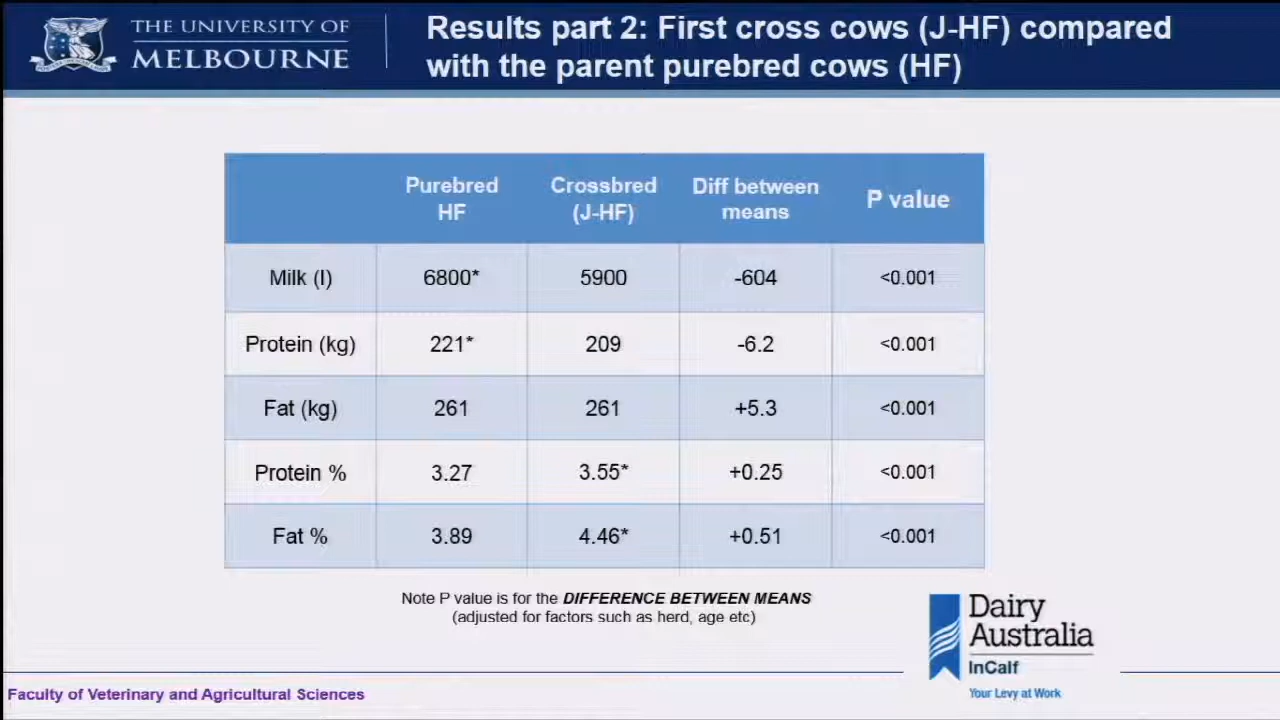 THE UNIVERSITY OF
MELBOURNE
Results part 2: First cross cows (J-HF) compared
with the parent purebred cows (HF)
Purebred HF Crossbred (J-HF) Diff between means P value
Milk (l) 6800* 5900 -604 <0.001
Protein (kg) 221* 209 -6.2 <0.001
Fat (kg) 261 261 +5.3 <0.001
Protein % 3.27 3.55* +0.25 <0.001
Fat % 3.89 4.46* +0.51 <0.001
Note P value is for the DIFFERENCE BETWEEN MEANS
(adjusted for factors such as herd, age etc)
Dairy
Australia
InCalf
Your Levy at Work
Faculty of Veterinary and Agricultural Sciences